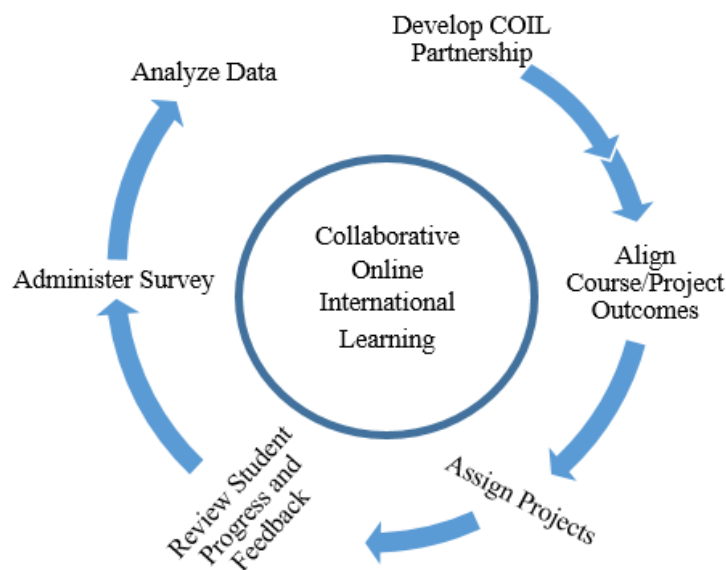 Develop COIL
Partnership
Align
Course/Project
Outcomes
Assign Projects
Review Student
Progress and
Feedback
Administer Survey
Analyze Data
Collaborative
Online
International
Learning